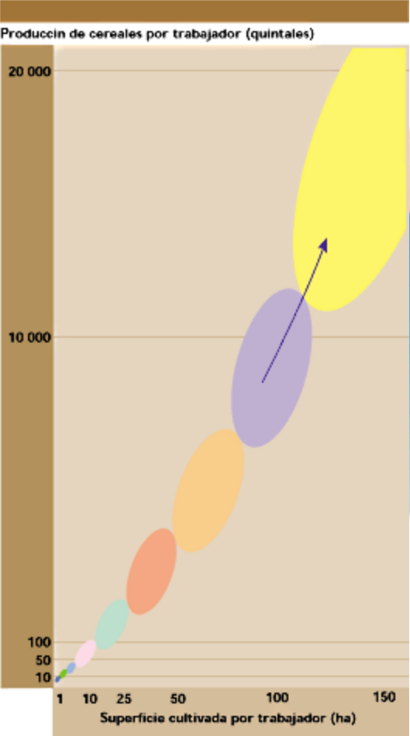 Produccin de cereales por trabajador (quintales)
20 000
10 000
100
50
10
1 10 25 50 100 150
Superficie cultivada por trabajador (ha)